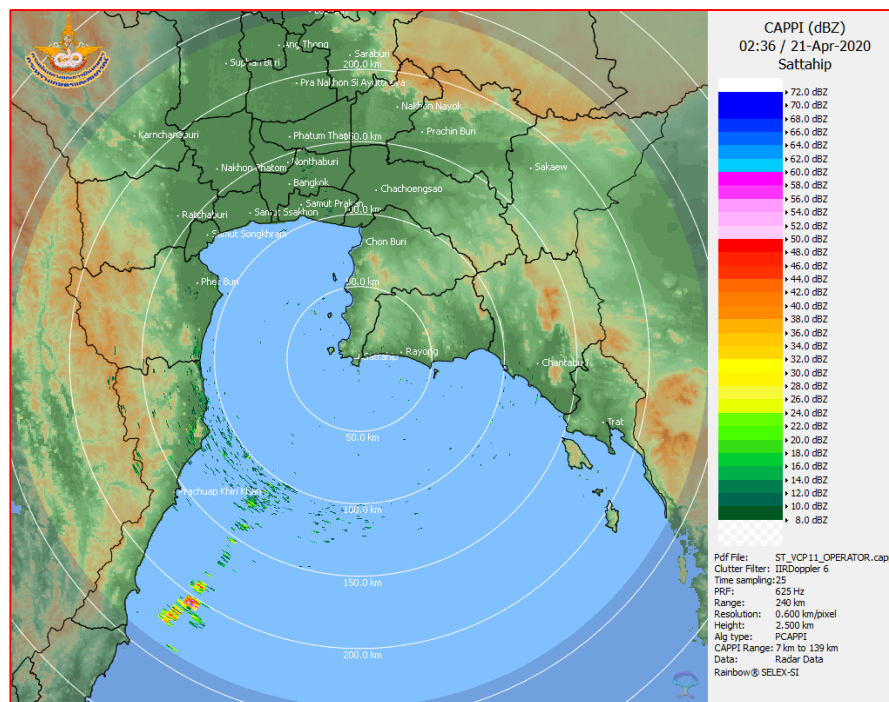 CAPPI (dBZ)
02:36 / 21-Apr-2020
Sattahip
72.0 dBZ
70.0 dBZ
68.0 dBZ
66.0 dBZ
64.0 dBZ
62.0 dBZ
60.0 dBZ
58.0 dBZ
56.0 dBZ
54.0 dBZ
52.0 dBZ
50.0 dBZ
48.0 dBZ
46.0 dBZ
44.0 dBZ
42.0 dBZ
40.0 dBZ
38.0 dBZ
36.0 dBZ
34.0 dBZ
32.0 dBZ
30.0 dBZ
28.0 dBZ
26.0 dBZ
24.0 dBZ
22.0 dBZ
20.0 dBZ
18.0 dBZ
16.0 dBZ
14.0 dBZ
12.0 dBZ
10.0 dBZ
8.0 dBZ
Pdf File: ST_VCP11_OPERATOR.cap
Clutter Filter: IIRDoppler 6
Time sampling: 25
PRF: 625 Hz
Range: 240 km
Resolution: 0.600 km/pixel
Height: 2.500 km
Alg type: PCAPPI
CAPPI Range: 7 km to 139 km
Data: Radar Data
Rainbow® SELEX-SI
Ang Thong
Saraburi
Suphan Buri
200.0 km
Pra Nakhon Si Ayuttaya
Nakhon Nayok
Karnchanaburi
Phatum Thani
150.0 km
Prachin Buri
Nonthaburi
Nakhon Phatom
Sakaew
Bangkok
Chachoengsao
Samut Prakan
Ratchaburi
Samut Ssakhon
100.0 km
Samut Songkhram
Chon Buri
Phet Buri
50.0 km
Sattahip
Rayong
Chantaburi
Trat
50.0 km
Prachuap Khiri Khan
100.0 km
150.0 km
200.0 km